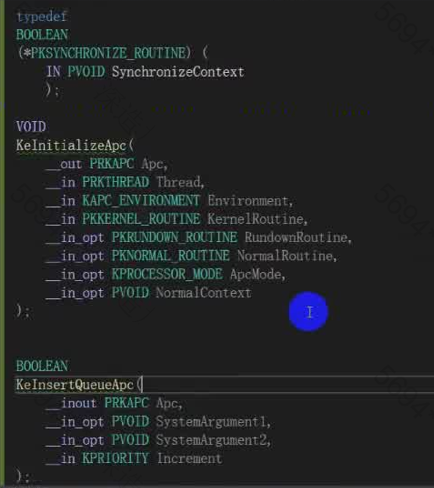 typedef
BOOLEAN
(*PKSYNCHRONIZE_ROUTINE) (
    IN PVOID SynchronizeContext
    );

VOID
KeInitializeApc(
    __out PRKAPC Apc,
    __in PRKTHREAD Thread,
    __in KAPC_ENVIRONMENT Environment,
    __in PKKERNEL_ROUTINE KernelRoutine,
    __in_opt PKRUNDOWN_ROUTINE RundownRoutine,
    __in_opt PKNORMAL_ROUTINE NormalRoutine,
    __in_opt KPROCESSOR_MODE ApcMode,
    __in_opt PVOID NormalContext
);

BOOLEAN
KeInsertQueueApc(
    __inout PRKAPC Apc,
    __in_opt PVOID SystemArgument1,
    __in_opt PVOID SystemArgument2,
    __in KPRIORITY Increment
);